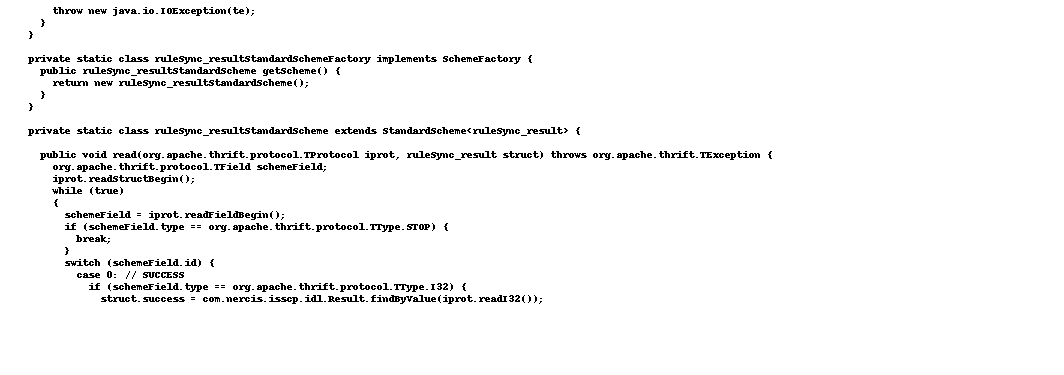 throw new java.io.IOException(te);
}
}
private static class ruleSync_resultStandardSchemeFactory implements SchemeFactory {
public ruleSync_resultStandardScheme getScheme() {
return new ruleSync_resultStandardScheme();
}
}
private static class ruleSync_resultStandardScheme extends StandardScheme<ruleSync_result> {
public void read(org.apache.thrift.protocol.TProtocol iprot, ruleSync_result struct) throws org.apache.thrift.TException {
org.apache.thrift.protocol.TField schemeField;
iprot.readStructBegin();
while (true)
{
schemeField = iprot.readFieldBegin();
if (schemeField.type == org.apache.thrift.protocol.TType.STOP) {
break;
}
switch (schemeField.id) {
case 0: // SUCCESS
if (schemeField.type == org.apache.thrift.protocol.TType.I32) {
struct.success = com.nercis.isscp.idl.Result.findByValue(iprot.readI32());